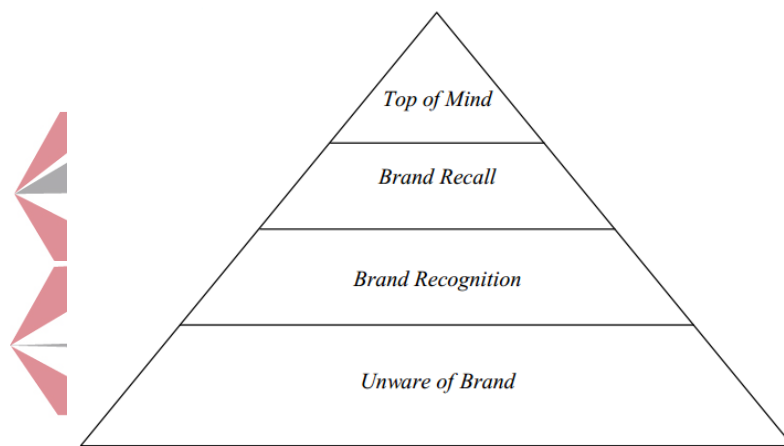 Top of Mind
Brand Recall
Brand Recognition
Unware of Brand